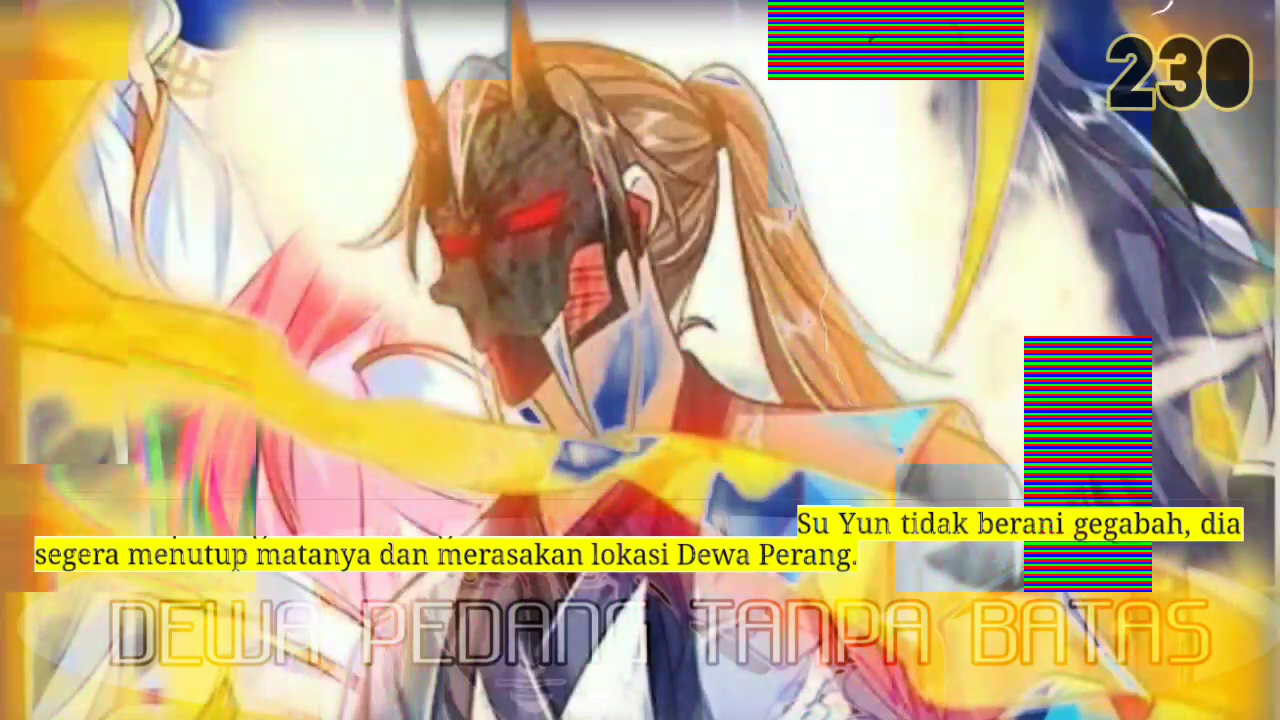 230
Su Yun tidak berani gegabah, dia
segera menutup matanya dan merasakan lokasi Dewa Perang.
DEWA PEDANG TANPA BATAS